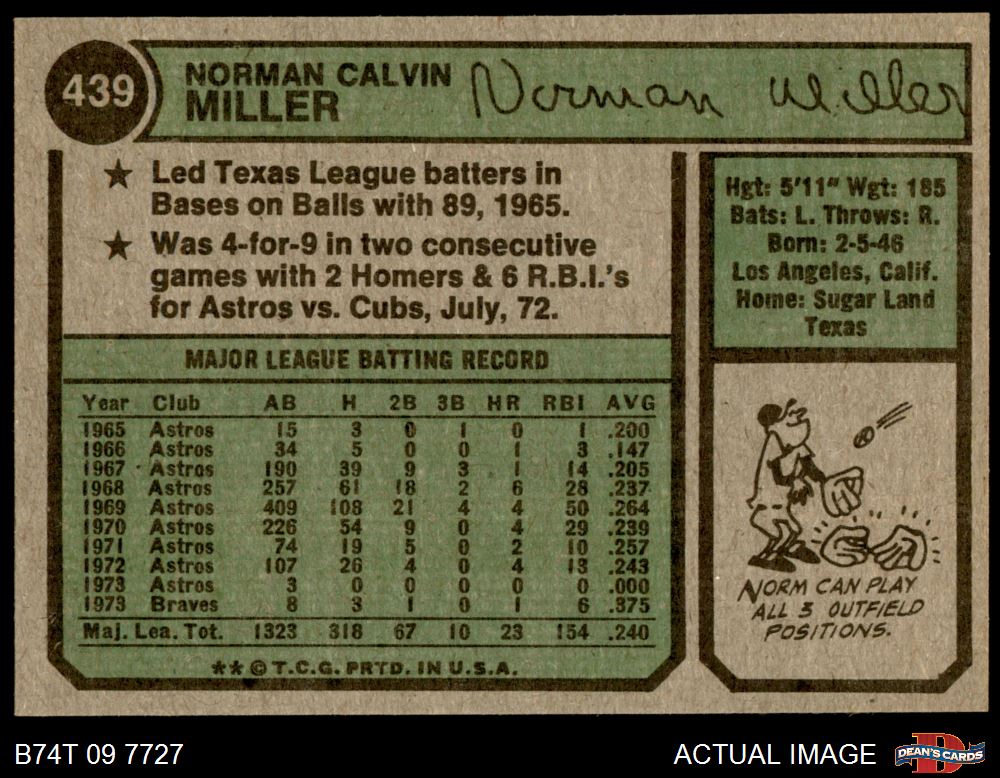 439
NORMAN CALVIN
MILLER
Norman Miller
★ Led Texas League batters in
Bases on Balls with 89, 1965.
★ Was 4-for-9 in two consecutive
games with 2 Homers & 6 R.B.I.'s
for Astros vs. Cubs, July, 72.
MAJOR LEAGUE BATTING RECORD
Year Club AB H 2B 3B HR RBI AVG
1965 Astros 15 3 0 1 0 1 .200
1966 Astros 34 5 0 0 1 3 .147
1967 Astros 190 39 9 3 1 14 .205
1968 Astros 257 61 18 2 6 28 .237
1969 Astros 409 108 21 4 4 50 .264
1970 Astros 226 54 9 0 4 29 .239
1971 Astros 74 19 5 0 2 10 .257
1972 Astros 107 26 4 0 4 13 .243
1973 Astros 3 0 0 0 0 0 .000
1973 Braves 8 3 1 0 1 6 .375
Maj. Lea. Tot. 1323 318 67 10 23 154 .240
**©T.C.G. PRTD. IN U.S.A.
Hgt: 5'11" Wgt: 185
Bats: L. Throws: R.
Born: 2-5-46
Los Angeles, Calif.
Home: Sugar Land
Texas
NORM CAN PLAY
ALL 3 OUTFIELD
POSITIONS.
B74T 09 7727
ACTUAL IMAGE
DEAN'S CARDS